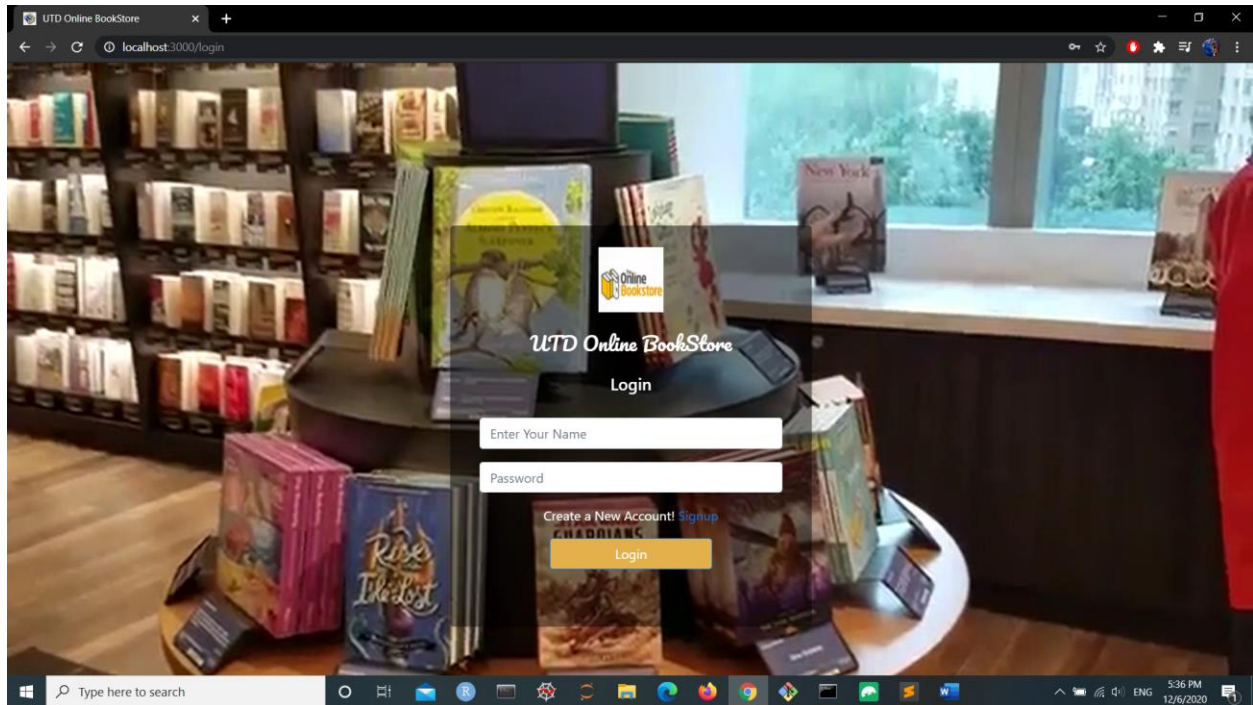 UTD Online BookStore
localhost:3000/login
New York
Online
Bookstore
UTD Online BookStore
Login
Enter Your Name
Password
Create a New Account! Signup
GUARDIANS
Login
Rise
Isle Lost
Type here to search
ENG
5:36 PM
12/6/2020